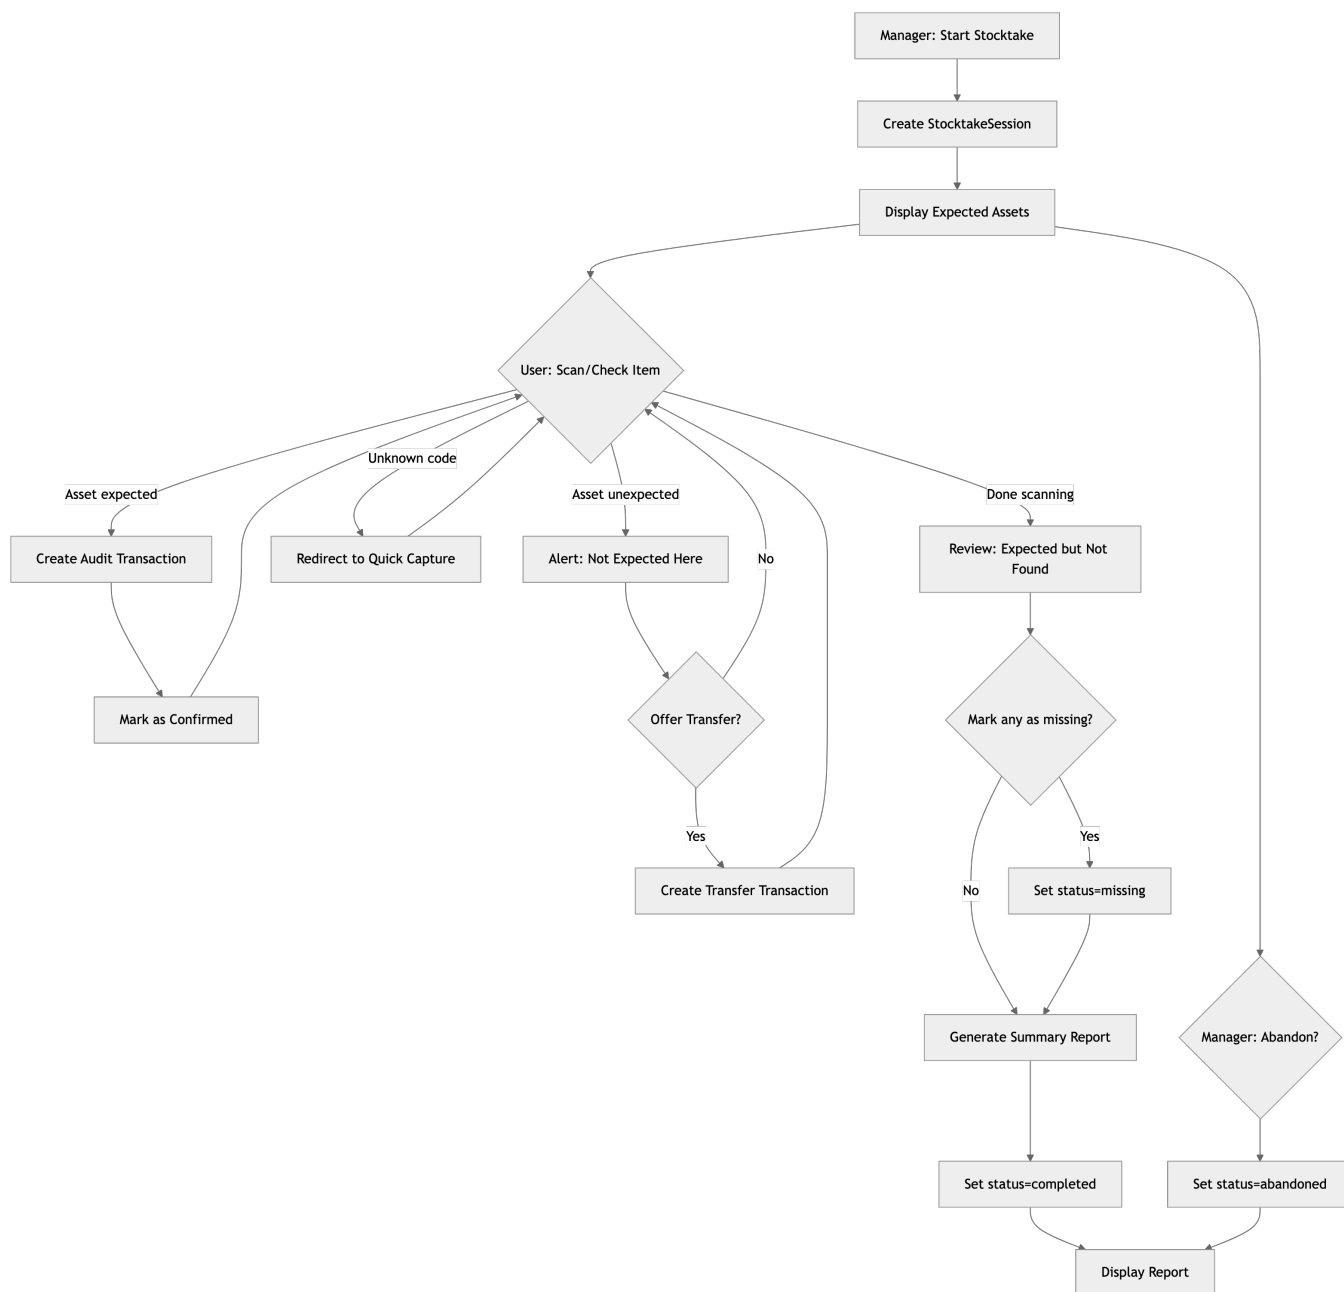 Manager: Start Stocktake
Create StocktakeSession
Display Expected Assets
User: Scan/Check Item
Unknown code
Asset expected
Asset unexpected
Done scanning
Create Audit Transaction
Redirect to Quick Capture
Alert: Not Expected Here
No
Review: Expected but Not
Found
Mark as Confirmed
Offer Transfer?
Mark any as missing?
Yes
Yes
Create Transfer Transaction
No
Set status=missing
Generate Summary Report
Manager: Abandon?
Set status=completed
Set status=abandoned
Display Report